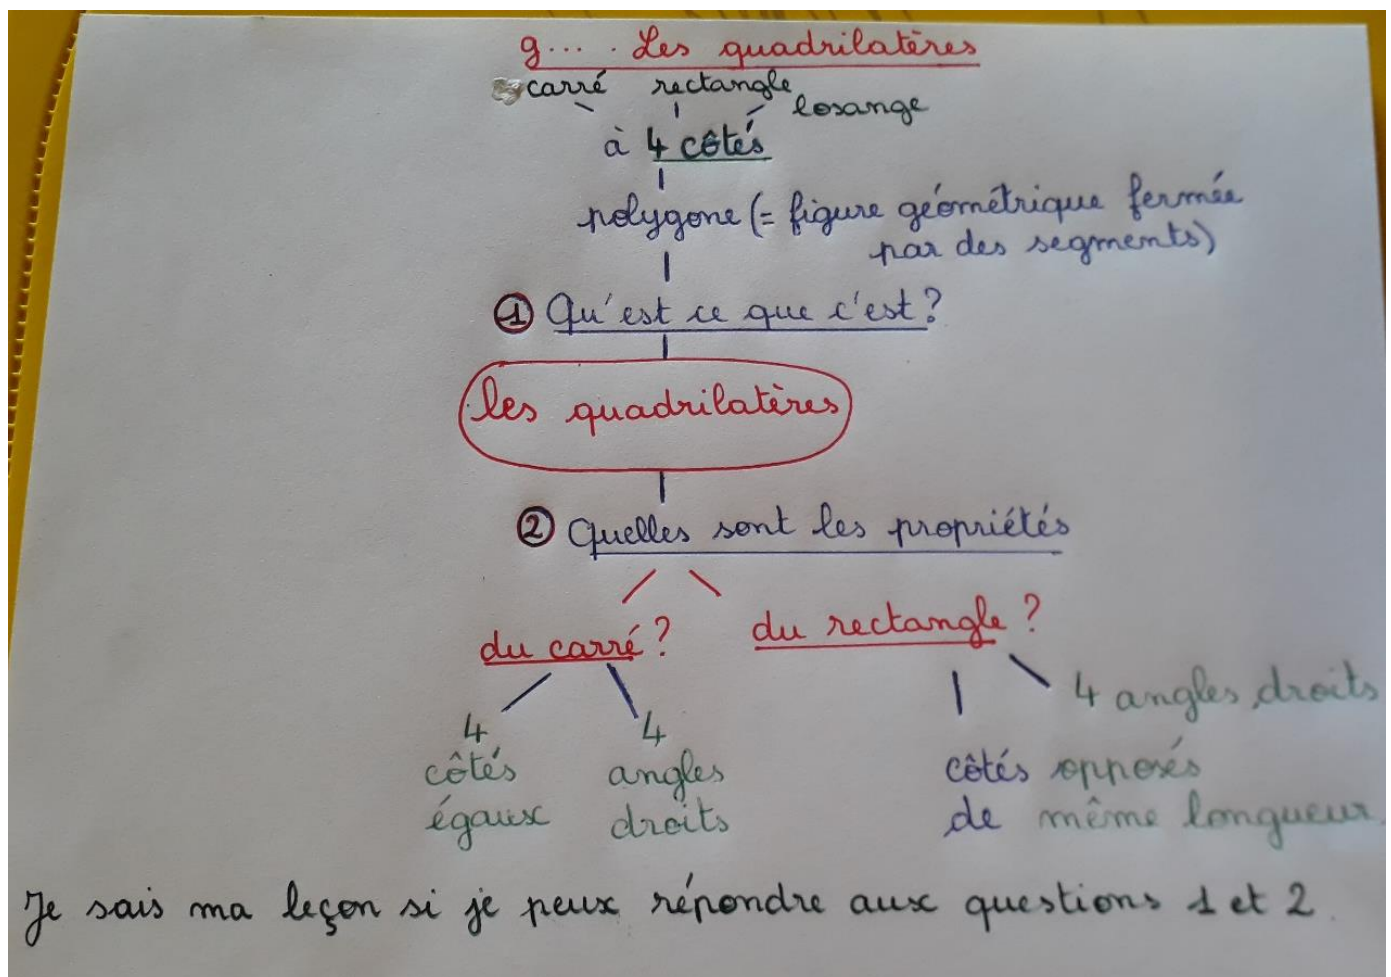 g.... . Les quadrilatères
carré rectangle
losange
à 4 côtés
polygone (= figure géométrique fermée
par des segments)
① Qu'est ce que c'est ?
les quadrilatères
② Quelles sont les propriétés
du carré ? du rectangle ?
4 angles droits
4 4
côtés angles côtés opposés
égaux droits de même longueur.
Je sais ma leçon si je peux répondre aux questions 1 et 2.